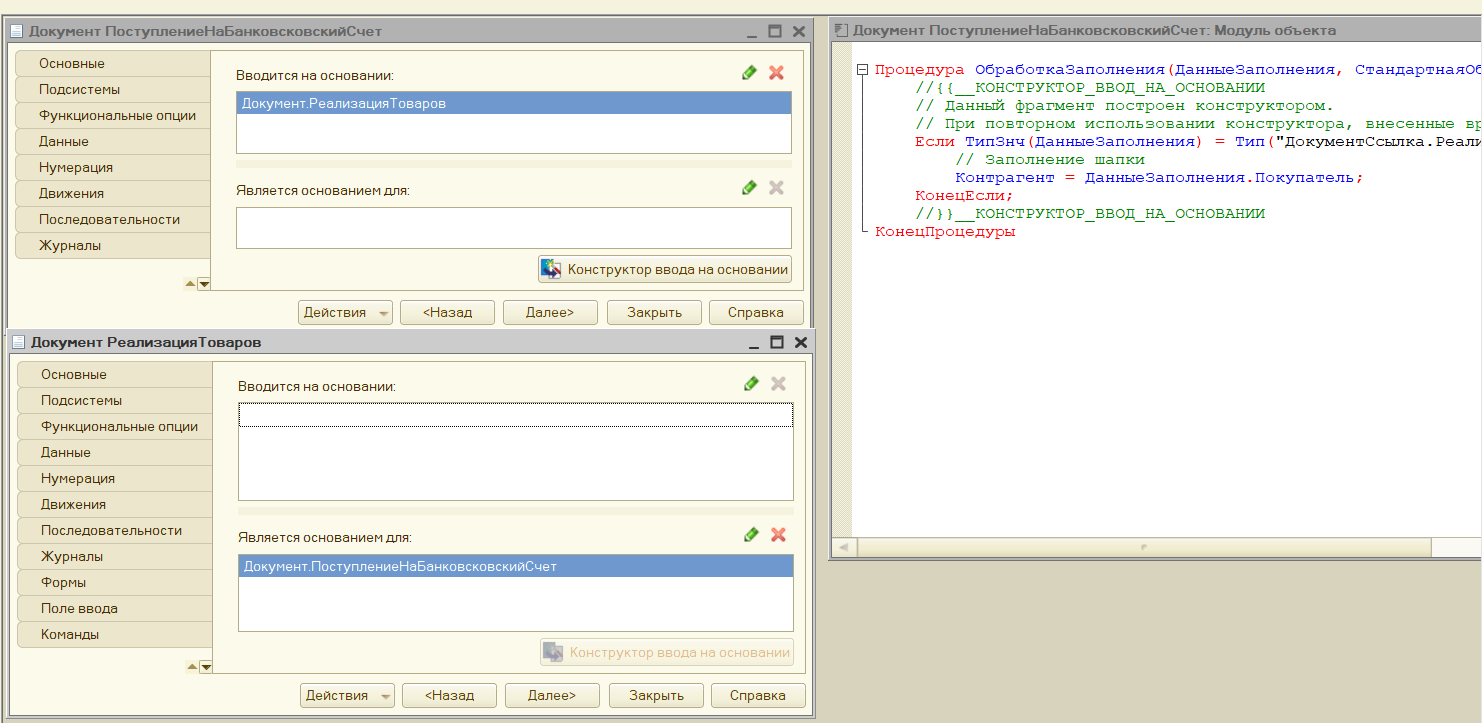 Документ ПоступлениеНаБанковсковскийСчет
Основные
Подсистемы
Функциональные опции
Данные
Нумерация
Движения
Последовательности
Журналы
Вводится на основании:
Документ.РеализацияТоваров
Является основанием для:
Конструктор ввода на основании
Действия
<Назад
Далее>
Закрыть
Справка
Документ РеализацияТоваров
Основные
Подсистемы
Функциональные опции
Данные
Нумерация
Движения
Последовательности
Журналы
Формы
Поле ввода
Команды
Вводится на основании:
Является основанием для:
Документ.ПоступлениеНаБанковсковскийСчет
Конструктор ввода на основании
Действия
<Назад
Далее>
Закрыть
Справка
Документ ПоступлениеНаБанковсковскийСчет: Модуль объекта
Процедура ОбработкаЗаполнения(ДанныеЗаполнения, СтандартнаяОб
//{{__КОНСТРУКТОР_ВВОД_НА_ОСНОВАНИИ
// Данный фрагмент построен конструктором.
// При повторном использовании конструктора, внесенные вр
Если ТипЗнч(ДанныеЗаполнения) = Тип("ДокументСсылка.Реали
// Заполнение шапки
Контрагент = ДанныеЗаполнения.Покупатель;
КонецЕсли;
//}}__КОНСТРУКТОР_ВВОД_НА_ОСНОВАНИИ
КонецПроцедуры